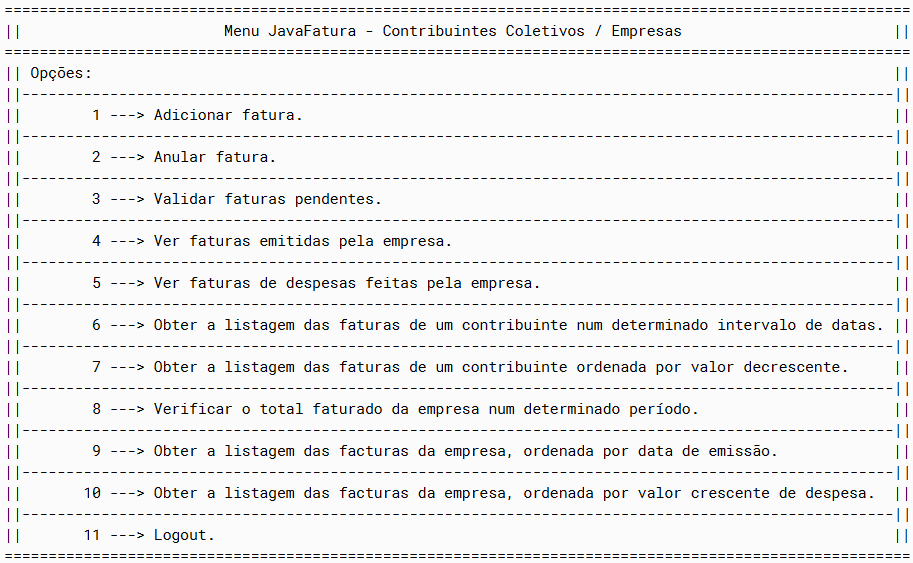 =======================================================================================================
||                       Menu JavaFatura - Contribuintes Coletivos / Empresas                        ||
=======================================================================================================
|| Opções:                                                                                           ||
||---------------------------------------------------------------------------------------------------||
||        1 ---> Adicionar fatura.                                                                   ||
||---------------------------------------------------------------------------------------------------||
||        2 ---> Anular fatura.                                                                      ||
||---------------------------------------------------------------------------------------------------||
||        3 ---> Validar faturas pendentes.                                                          ||
||---------------------------------------------------------------------------------------------------||
||        4 ---> Ver faturas emitidas pela empresa.                                                  ||
||---------------------------------------------------------------------------------------------------||
||        5 ---> Ver faturas de despesas feitas pela empresa.                                        ||
||---------------------------------------------------------------------------------------------------||
||        6 ---> Obter a listagem das faturas de um contribuinte num determinado intervalo de datas. ||
||---------------------------------------------------------------------------------------------------||
||        7 ---> Obter a listagem das faturas de um contribuinte ordenada por valor decrescente.     ||
||---------------------------------------------------------------------------------------------------||
||        8 ---> Verificar o total faturado da empresa num determinado período.                      ||
||---------------------------------------------------------------------------------------------------||
||        9 ---> Obter a listagem das facturas da empresa, ordenada por data de emissão.             ||
||---------------------------------------------------------------------------------------------------||
||       10 ---> Obter a listagem das facturas da empresa, ordenada por valor crescente de despesa.  ||
||---------------------------------------------------------------------------------------------------||
||       11 ---> Logout.                                                                             ||
=======================================================================================================